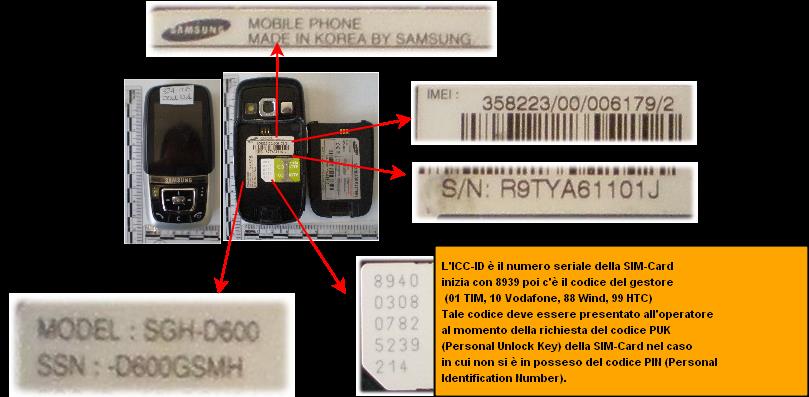 SAMSUNG
MOBILE PHONE
MADE IN KOREA BY SAMSUNG
SAMSUNG
IMEI :
358223/00/006179/2
S/N: R9TYA61101J
MODEL : SGH-D600
SSN : -D600GSMH
8940
0308
0782
5239
214
L'ICC-ID è il numero seriale della SIM-Card
inizia con 8939 poi c'è il codice del gestore
(01 TIM, 10 Vodafone, 88 Wind, 99 HTC)
Tale codice deve essere presentato all'operatore
al momento della richiesta del codice PUK
(Personal Unlock Key) della SIM-Card nel caso
in cui non si è in posseso del codice PIN (Personal
Identification Number).